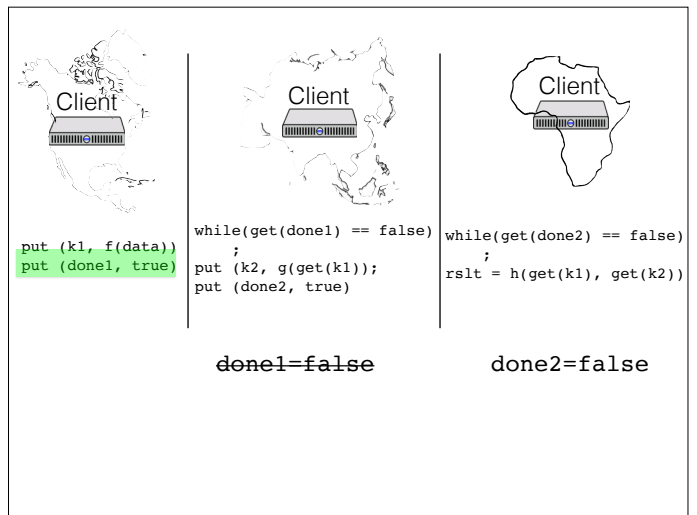 Client
put (k1, f(data))
put (done1, true)
Client
while(get(done1) == false)
;
put (k2, g(get(k1));
put (done2, true)
Client
while(get(done2) == false)
;
rslt = h(get(k1), get(k2))
done1=false
done2=false